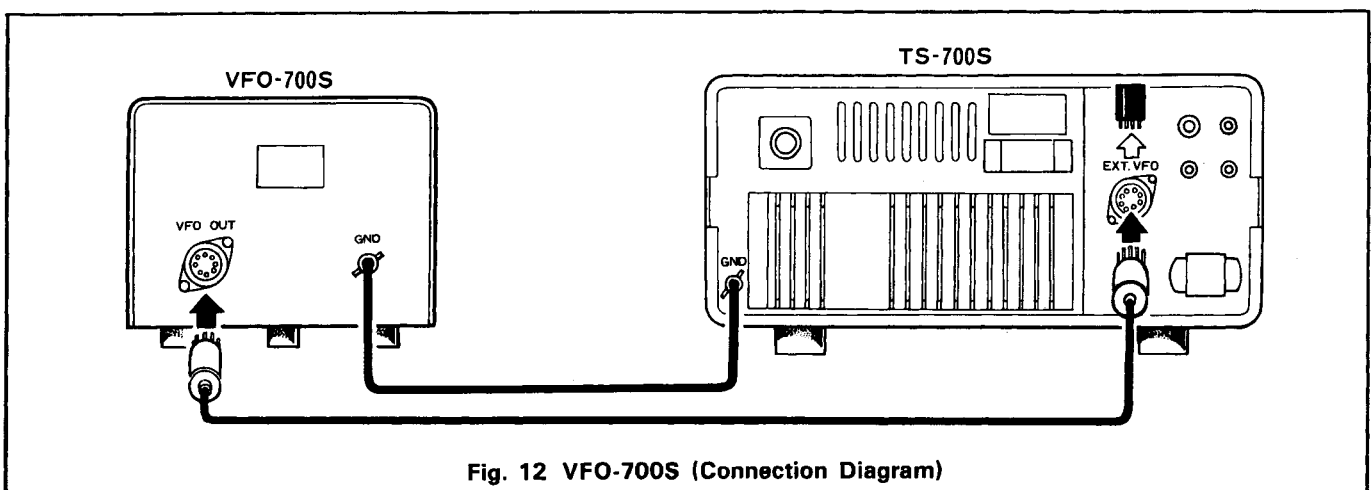 VFO-700S
TS-700S
EXT. VFO
VFO OUT
GND
GND
Fig. 12 VFO-700S (Connection Diagram)